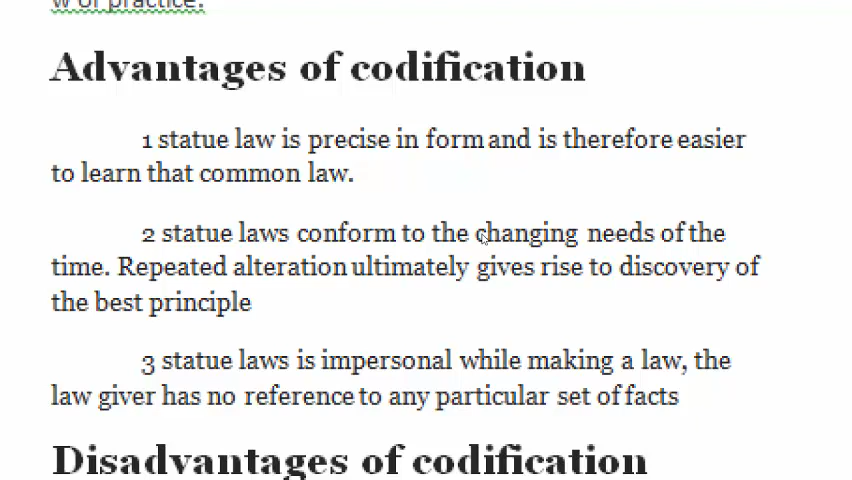 w of practice.
Advantages of codification
1 statue law is precise in form and is therefore easier
to learn that common law.
2 statue laws conform to the changing needs of the
time. Repeated alteration ultimately gives rise to discovery of
the best principle
3 statue laws is impersonal while making a law, the
law giver has no reference to any particular set of facts
Disadvantages of codification